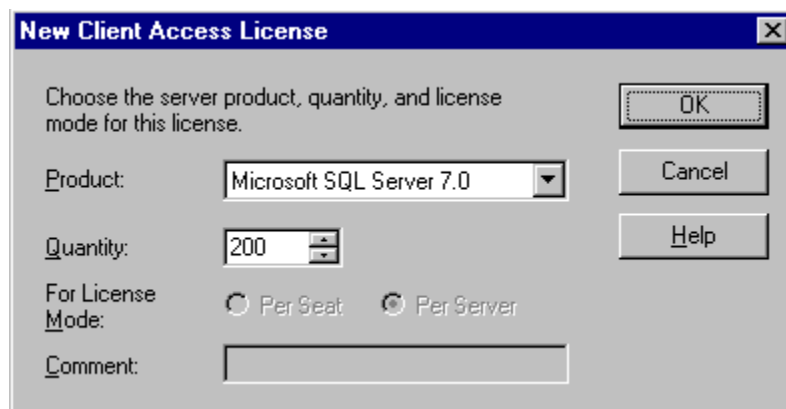 New Client Access License
Choose the server product, quantity, and license
mode for this license.
OK
Product:
Microsoft SQL Server 7.0
Cancel
Quantity:
200
Help
For License
Mode:
Per Seat
Per Server
Comment: